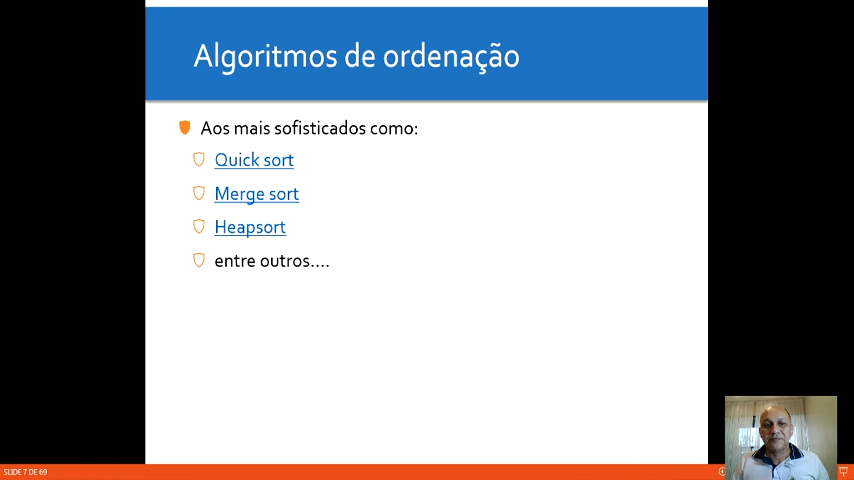 Algoritmos de ordenação
Aos mais sofisticados como:
Quick sort
Merge sort
Heapsort
entre outros....
SLIDE 7 DE 69